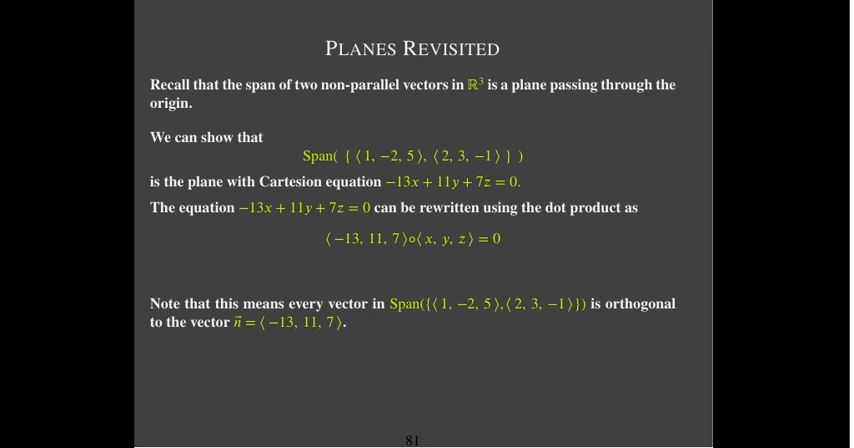 PLANES REVISITED
Recall that the span of two non-parallel vectors in ℝ³ is a plane passing through the
origin.
We can show that
Span( { ⟨ 1, −2, 5 ⟩, ⟨ 2, 3, −1 ⟩ } )
is the plane with Cartesion equation −13x + 11y + 7z = 0.
The equation −13x + 11y + 7z = 0 can be rewritten using the dot product as
⟨ −13, 11, 7 ⟩∘⟨ x, y, z ⟩ = 0
Note that this means every vector in Span({⟨ 1, −2, 5 ⟩,⟨ 2, 3, −1 ⟩}) is orthogonal
to the vector n⃗ = ⟨ −13, 11, 7 ⟩.
81